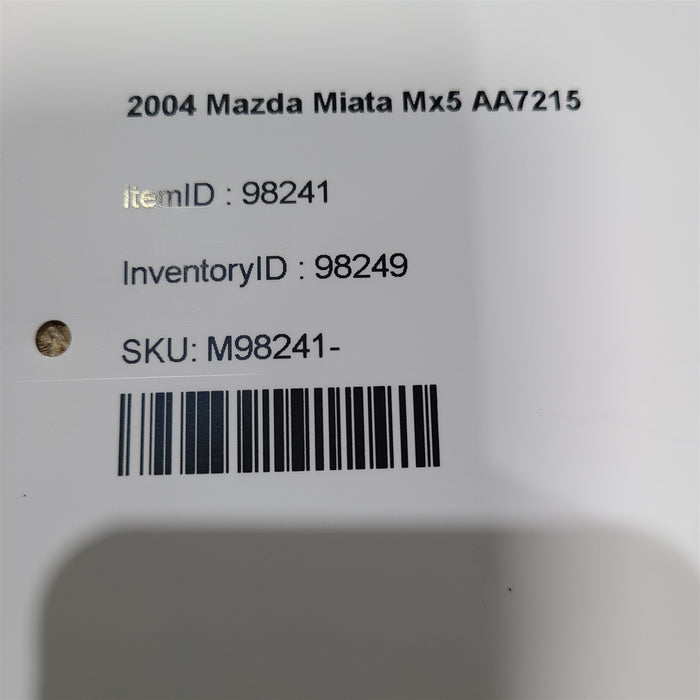 2004 Mazda Miata Mx5 AA7215
ItemID : 98241
InventoryID : 98249
SKU: M98241-